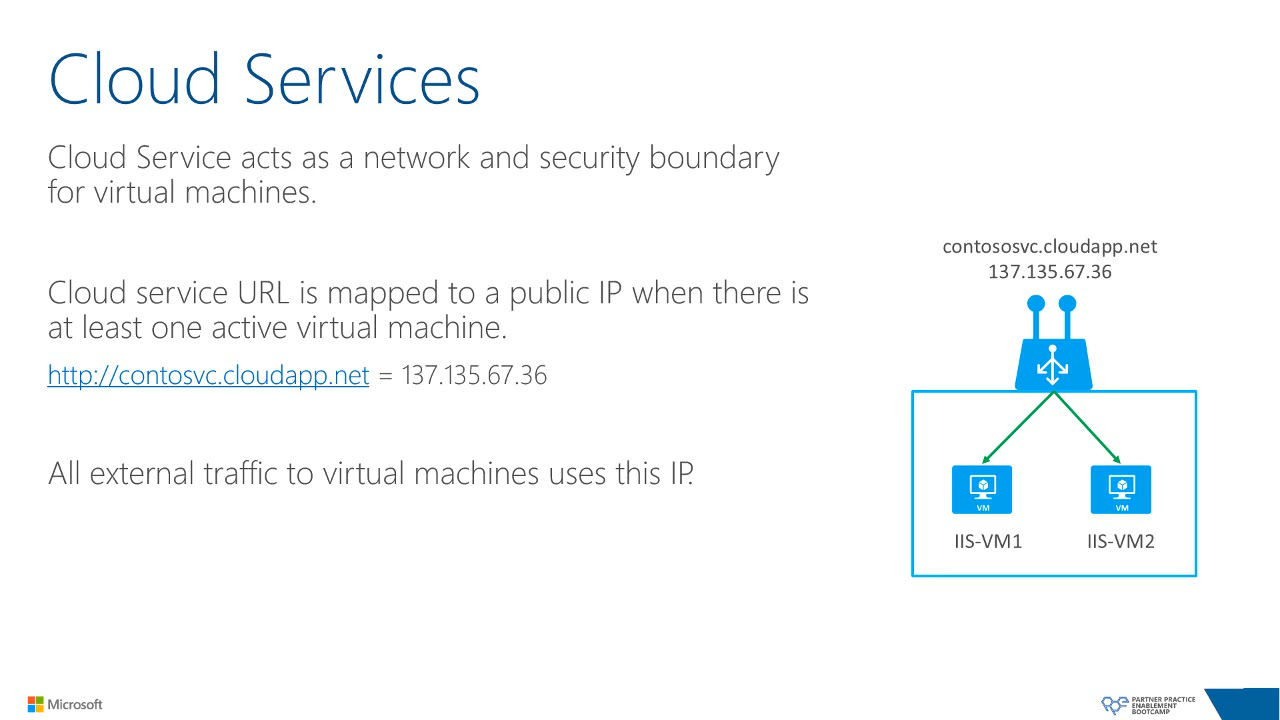 Cloud Services
Cloud Service acts as a network and security boundary
for virtual machines.
Cloud service URL is mapped to a public IP when there is
at least one active virtual machine.
http://contosvc.cloudapp.net = 137.135.67.36
All external traffic to virtual machines uses this IP.
contososvc.cloudapp.net
137.135.67.36
VM
VM
IIS-VM1
IIS-VM2
Microsoft
PARTNER PRACTICE
ENABLEMENT
BOOTCAMP